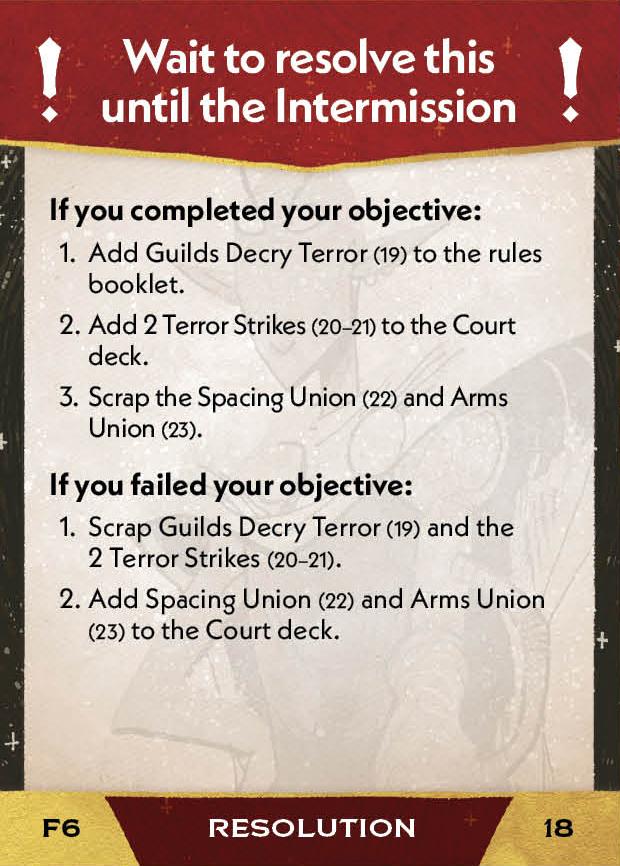 Wait to resolve this
until the Intermission
! !
If you completed your objective:
1. Add Guilds Decry Terror (19) to the rules
booklet.
2. Add 2 Terror Strikes (20–21) to the Court
deck.
3. Scrap the Spacing Union (22) and Arms
Union (23).
If you failed your objective:
1. Scrap Guilds Decry Terror (19) and the
2 Terror Strikes (20–21).
2. Add Spacing Union (22) and Arms Union
(23) to the Court deck.
F6 RESOLUTION 18